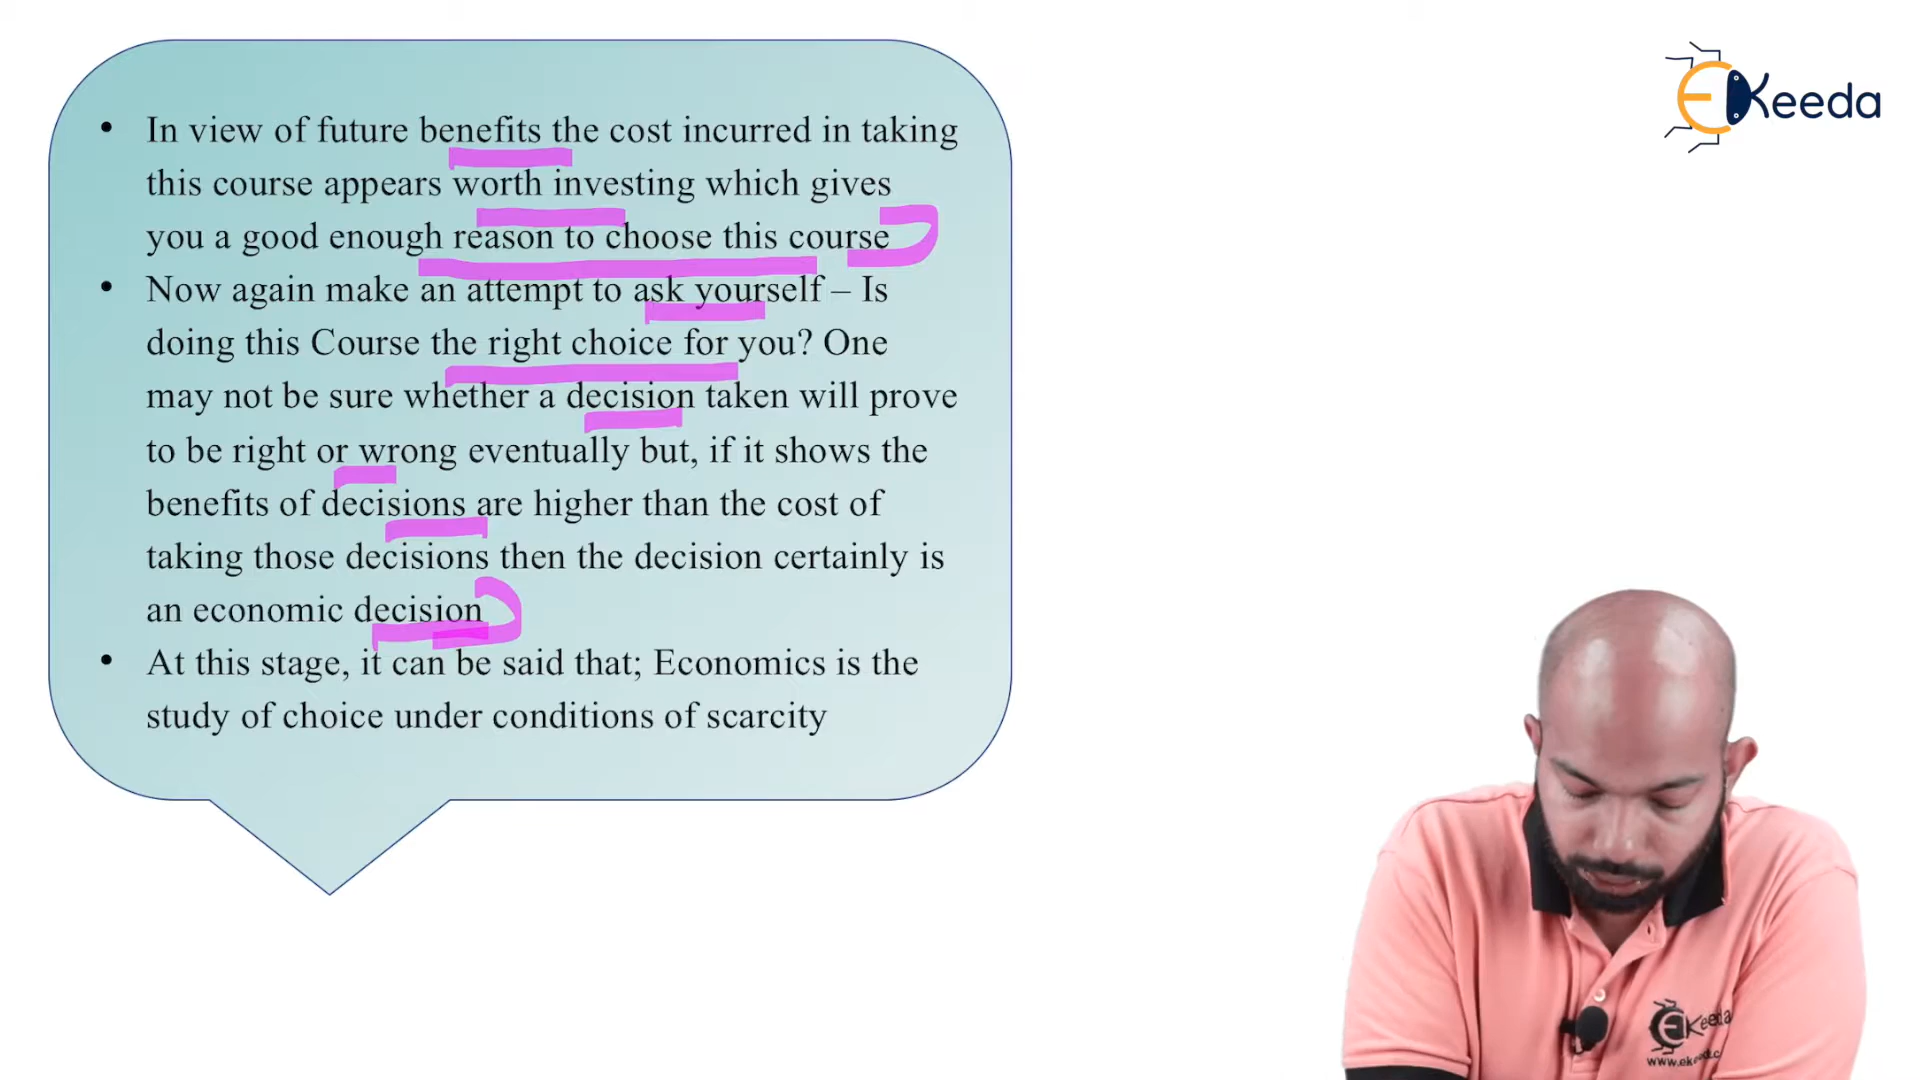 • In view of future benefits the cost incurred in taking
this course appears worth investing which gives
you a good enough reason to choose this course
• Now again make an attempt to ask yourself – Is
doing this Course the right choice for you? One
may not be sure whether a decision taken will prove
to be right or wrong eventually but, if it shows the
benefits of decisions are higher than the cost of
taking those decisions then the decision certainly is
an economic decision
• At this stage, it can be said that; Economics is the
study of choice under conditions of scarcity
EKeeda
EKeeda